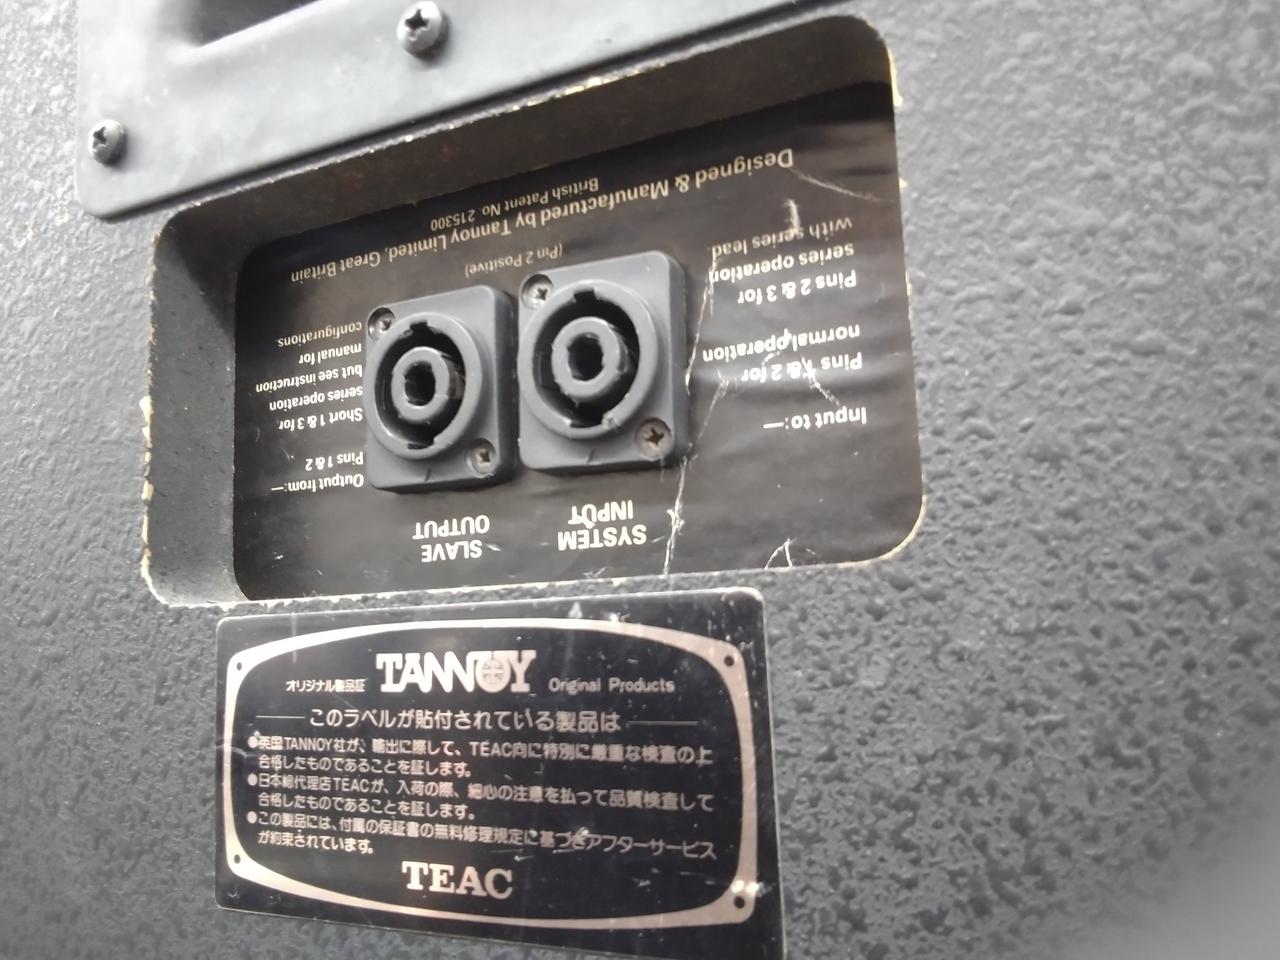 Designed & Manufactured by Tannoy Limited, Great Britain
British Patent No. 215300
(Pin 2 Positive)
SYSTEM
INPUT
SLAVE
OUTPUT
Input to:—
Pins 1 & 2 for
normal operation
Pins 2 & 3 for
series operation
with series lead.
Output from:—
Pins 1 & 2
Short 1 & 3 for
series operation
but see instruction
manual for
configurations.
オリジナル製品証 TANNOY Original Products
このラベルが貼付されている製品は
●英国TANNOY社が、輸出に際して、TEAC向に特別に厳重な検査の上
合格したものであることを証します。
●日本総代理店TEACが、入荷の際、細心の注意を払って品質検査して
合格したものであることを証します。
●この製品には、付属の保証書の無料修理規定に基づきアフターサービス
が約束されています。
TEAC